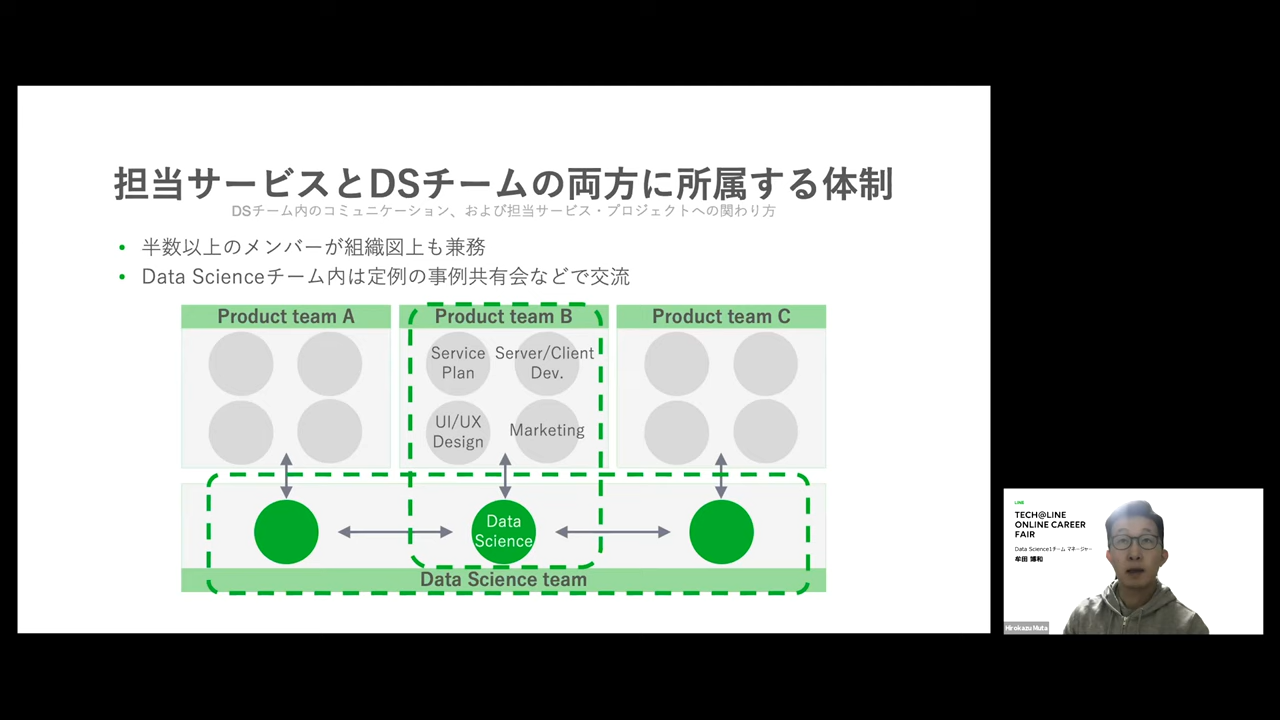 担当サービスとDSチームの両方に所属する体制
DSチーム内のコミュニケーション、および担当サービス・プロジェクトへの関わり方
• 半数以上のメンバーが組織図上も兼務
• Data Scienceチーム内は定例の事例共有会などで交流
Product team A
Product team B
Product team C
Service
Plan
Server/Client
Dev.
UI/UX
Design
Marketing
Data
Science
Data Science team
LINE
TECH@LINE
ONLINE CAREER
FAIR
Data Science1チーム マネージャー
牟田 博和
Hirokazu Muta